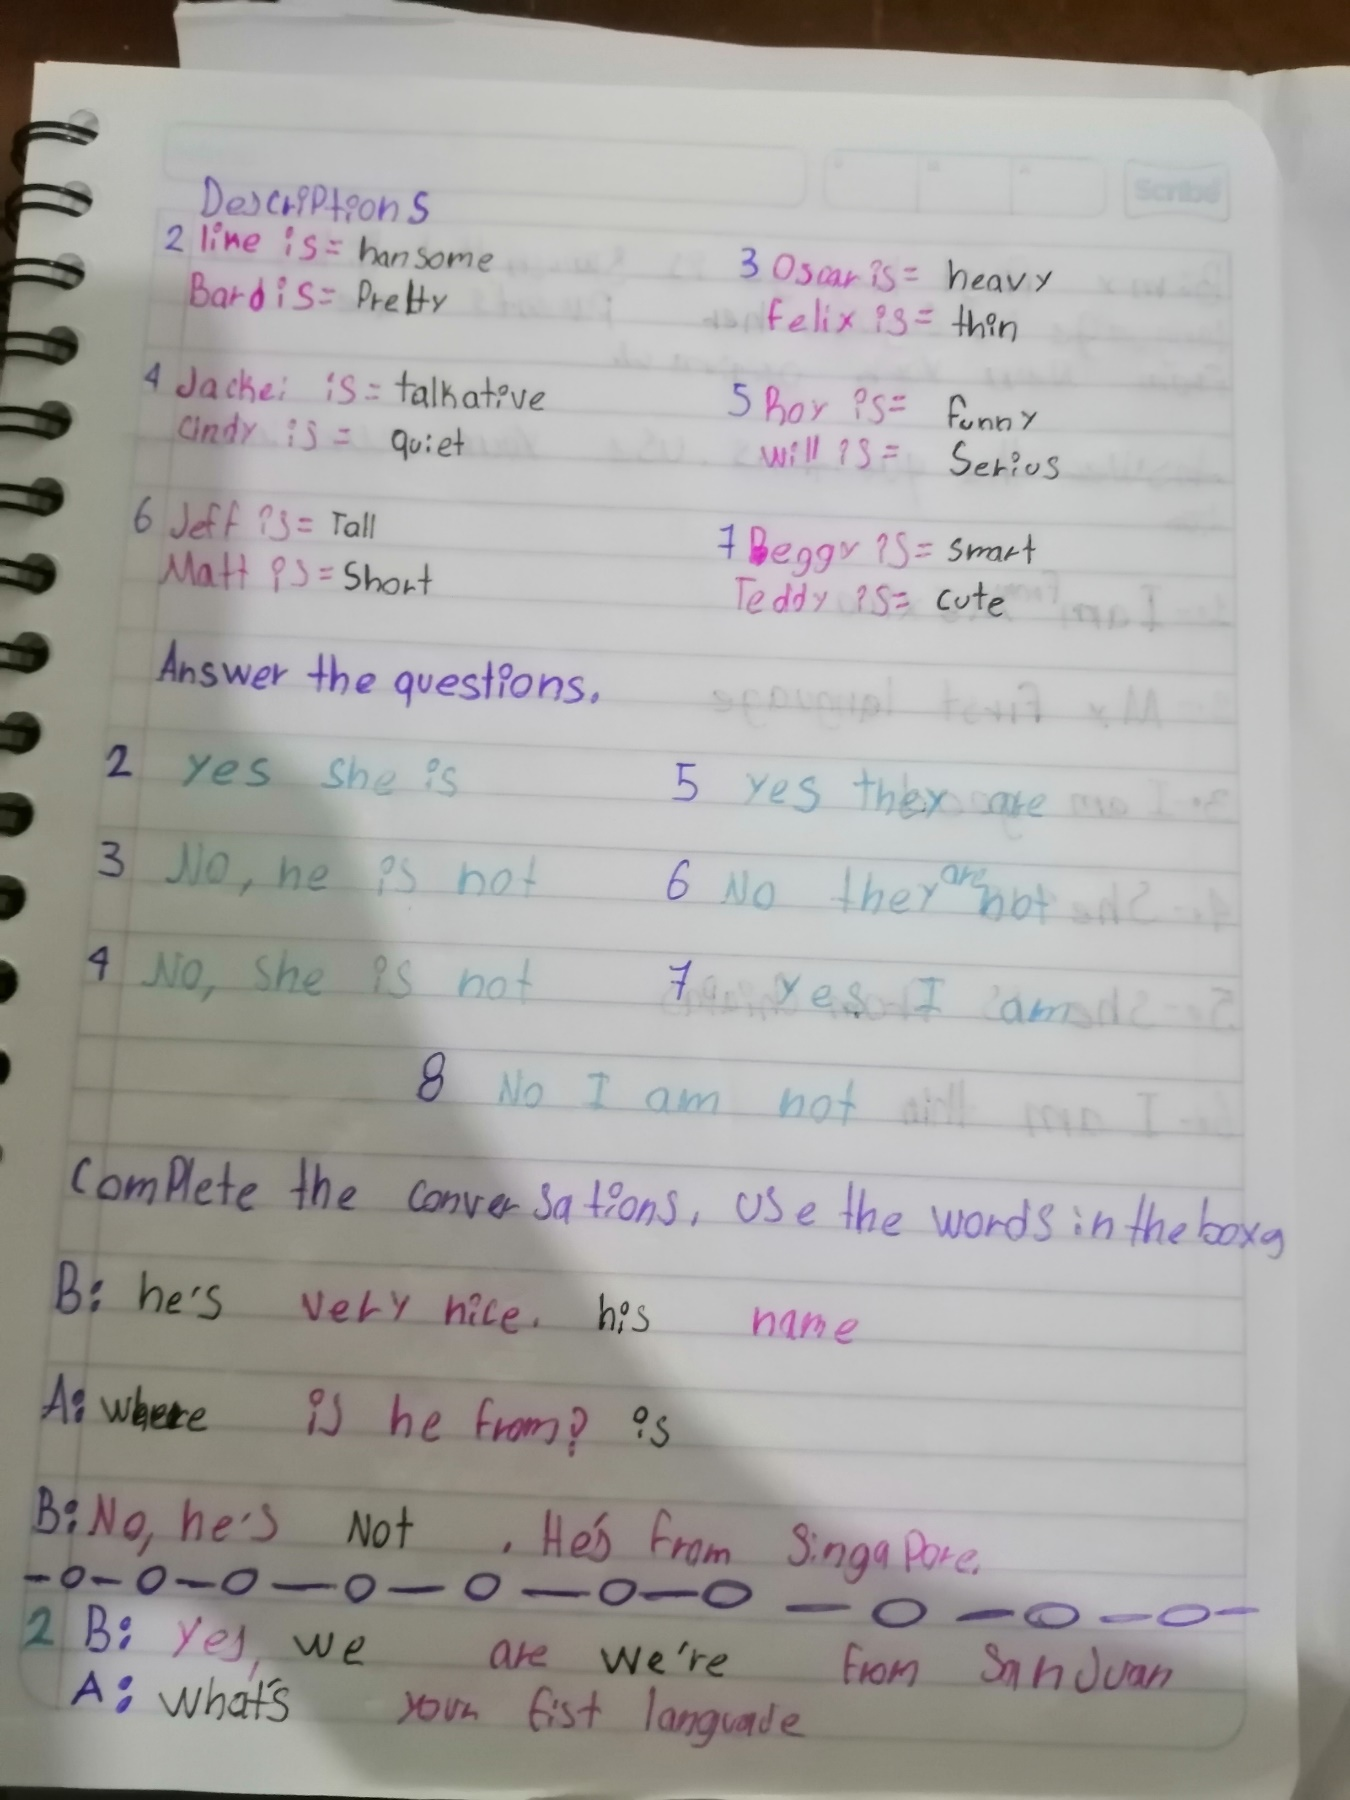 Scribe
Descriptions
2 line is= hansome
Bard is= Pretty
3 Oscar is= heavy
Felix is= thin
4 Jackei is= talkative
Cindy is= quiet
5 Roy is= funny
will is= Serius
6 Jeff is= Tall
Matt is= Short
7 Beggy is= smart
Teddy is= cute
Answer the questions.
2 yes she is
3 No, he is not
4 No, she is not
5 yes they are
6 No they are not
7 yes I am
8 No I am not
Complete the conversations, Use the words in the box
B: he's very nice. his name
A: where is he from? is
B: No, he's Not . He's from Singapore.
2 B: Yes, we are we're from San Juan
A: what's your fist languade